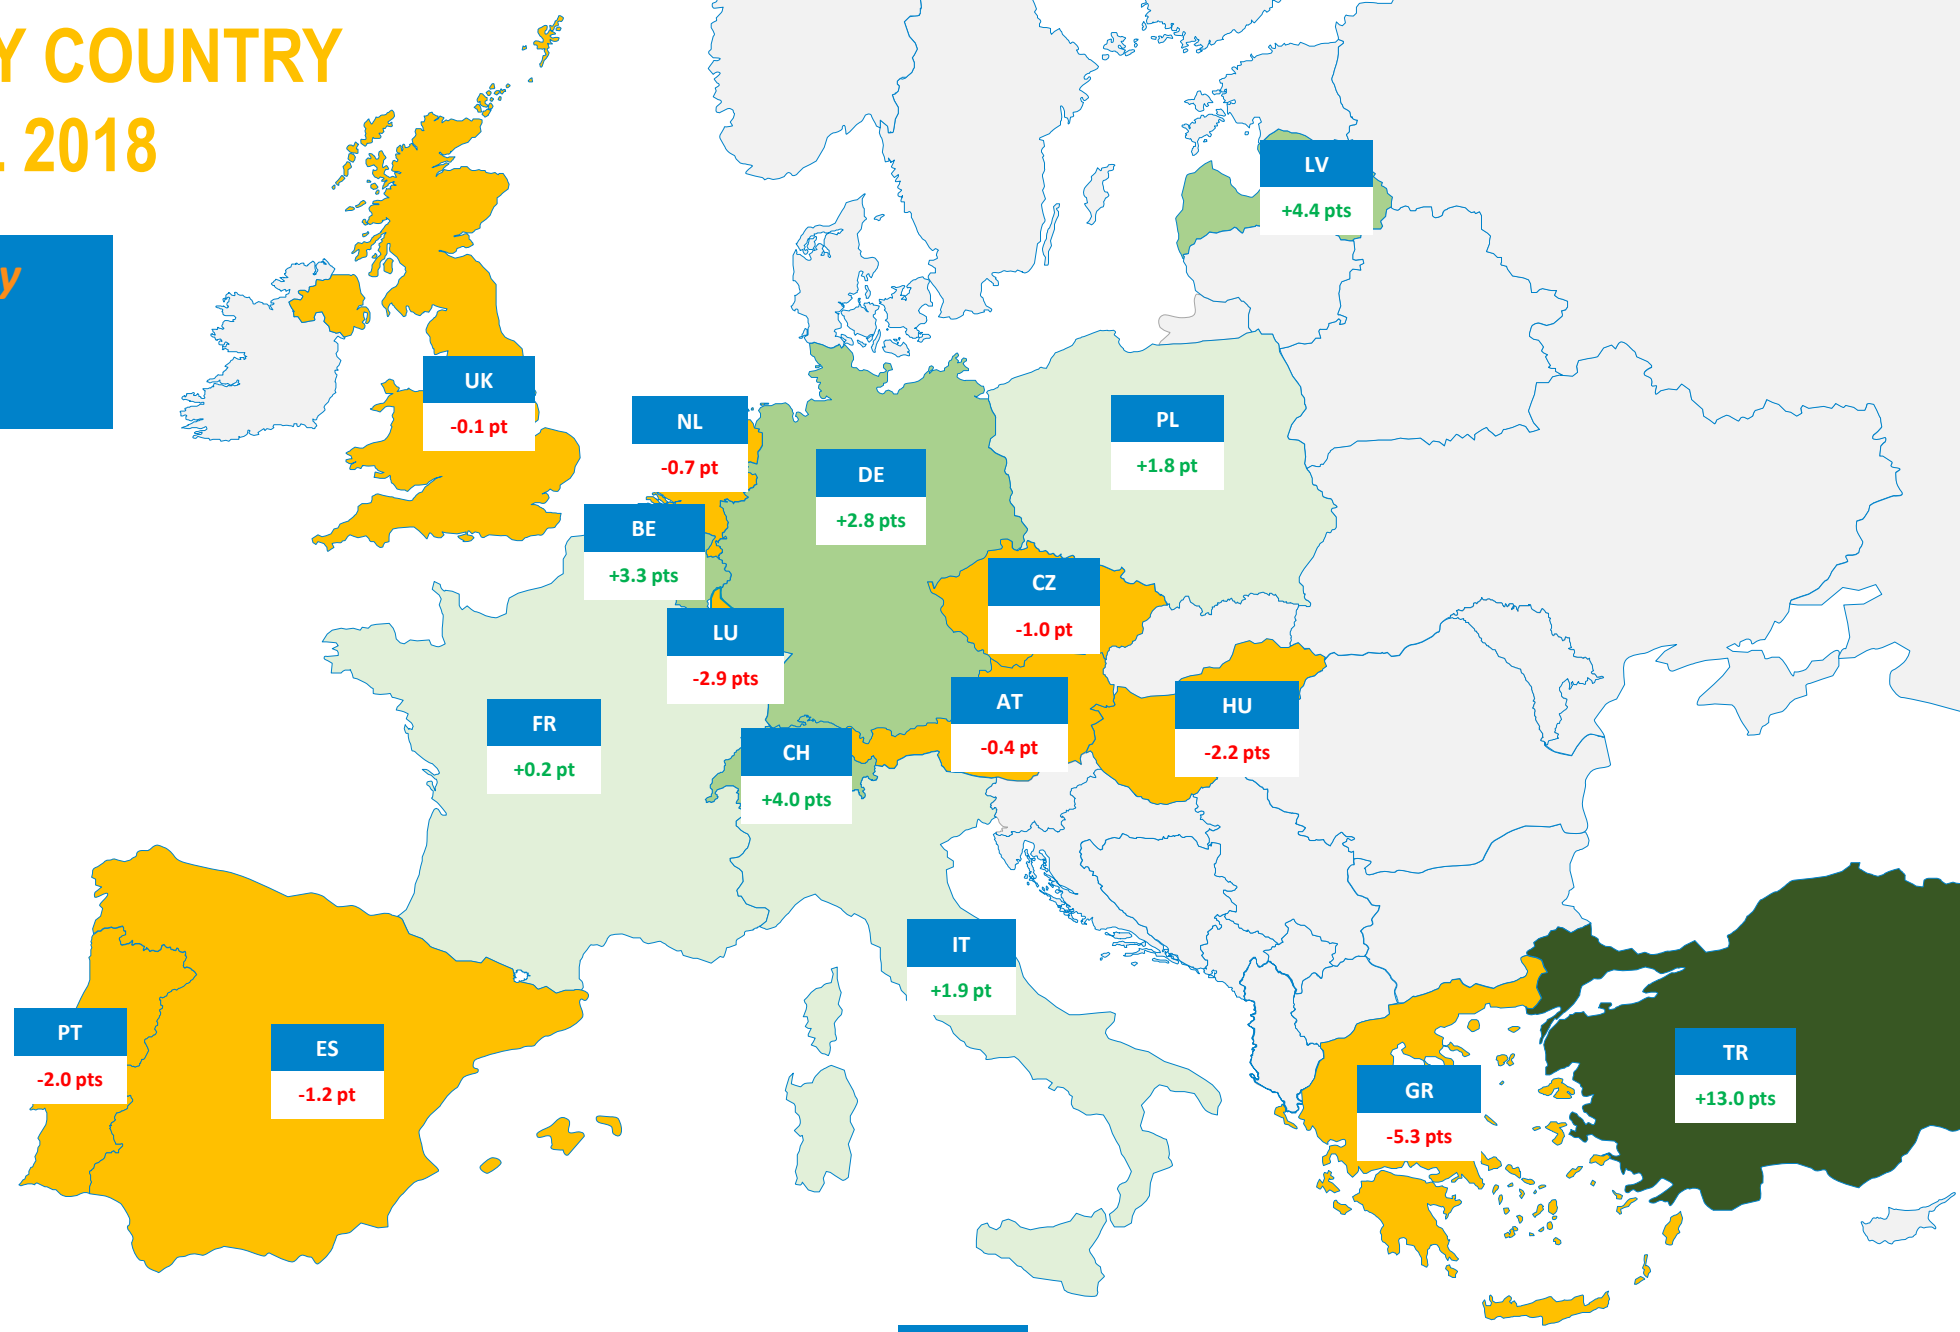 Y COUNTRY
2018
y
LV
+4.4 pts
UK
-0.1 pt
NL
-0.7 pt
PL
+1.8 pt
DE
+2.8 pts
BE
+3.3 pts
CZ
-1.0 pt
LU
-2.9 pts
AT
-0.4 pt
HU
-2.2 pts
FR
+0.2 pt
CH
+4.0 pts
IT
+1.9 pt
PT
-2.0 pts
ES
-1.2 pt
TR
+13.0 pts
GR
-5.3 pts